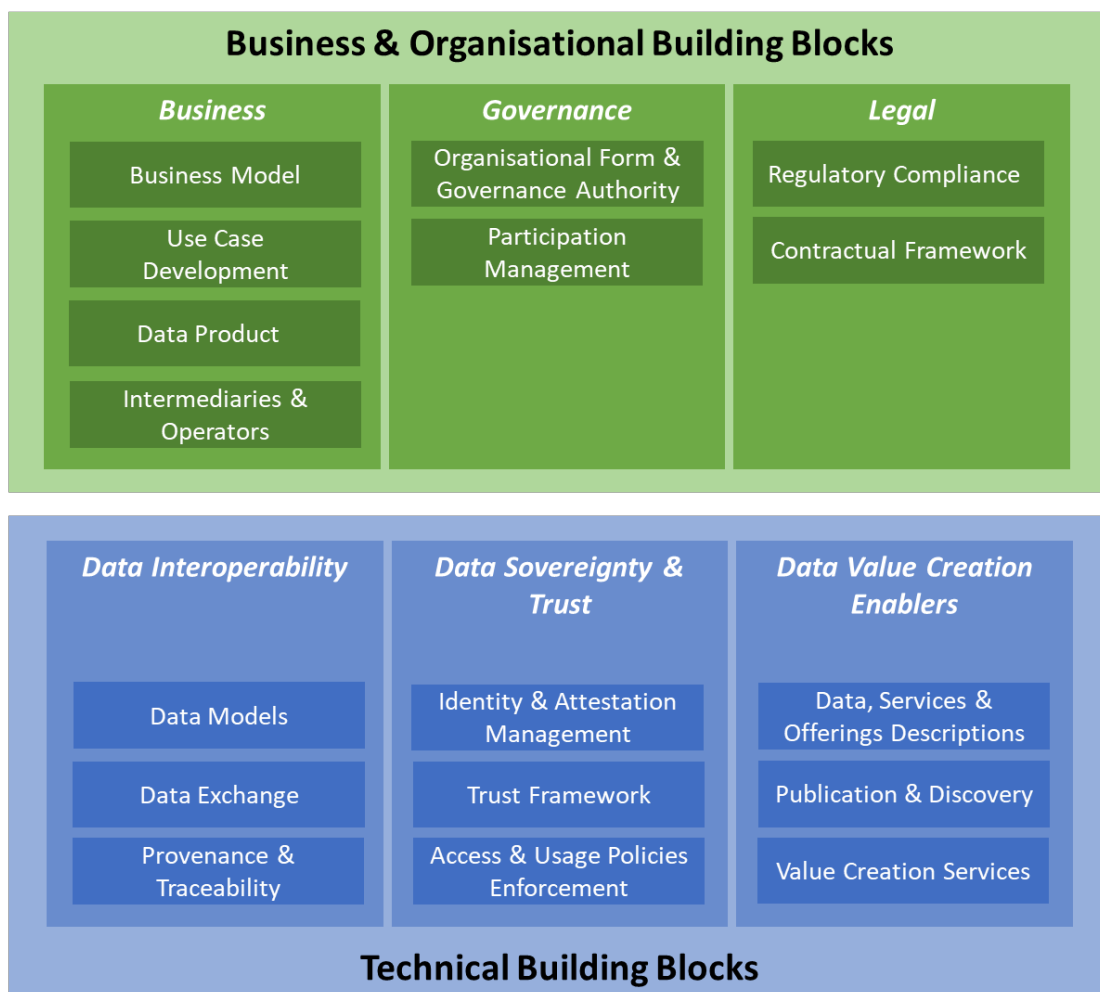 Business & Organisational Building Blocks
Business
Business Model
Use Case
Development
Data Product
Intermediaries &
Operators
Governance
Organisational Form &
Governance Authority
Participation
Management
Legal
Regulatory Compliance
Contractual Framework
Data Interoperability
Data Models
Data Exchange
Provenance &
Traceability
Data Sovereignty &
Trust
Identity & Attestation
Management
Trust Framework
Access & Usage Policies
Enforcement
Data Value Creation
Enablers
Data, Services &
Offerings Descriptions
Publication & Discovery
Value Creation Services
Technical Building Blocks